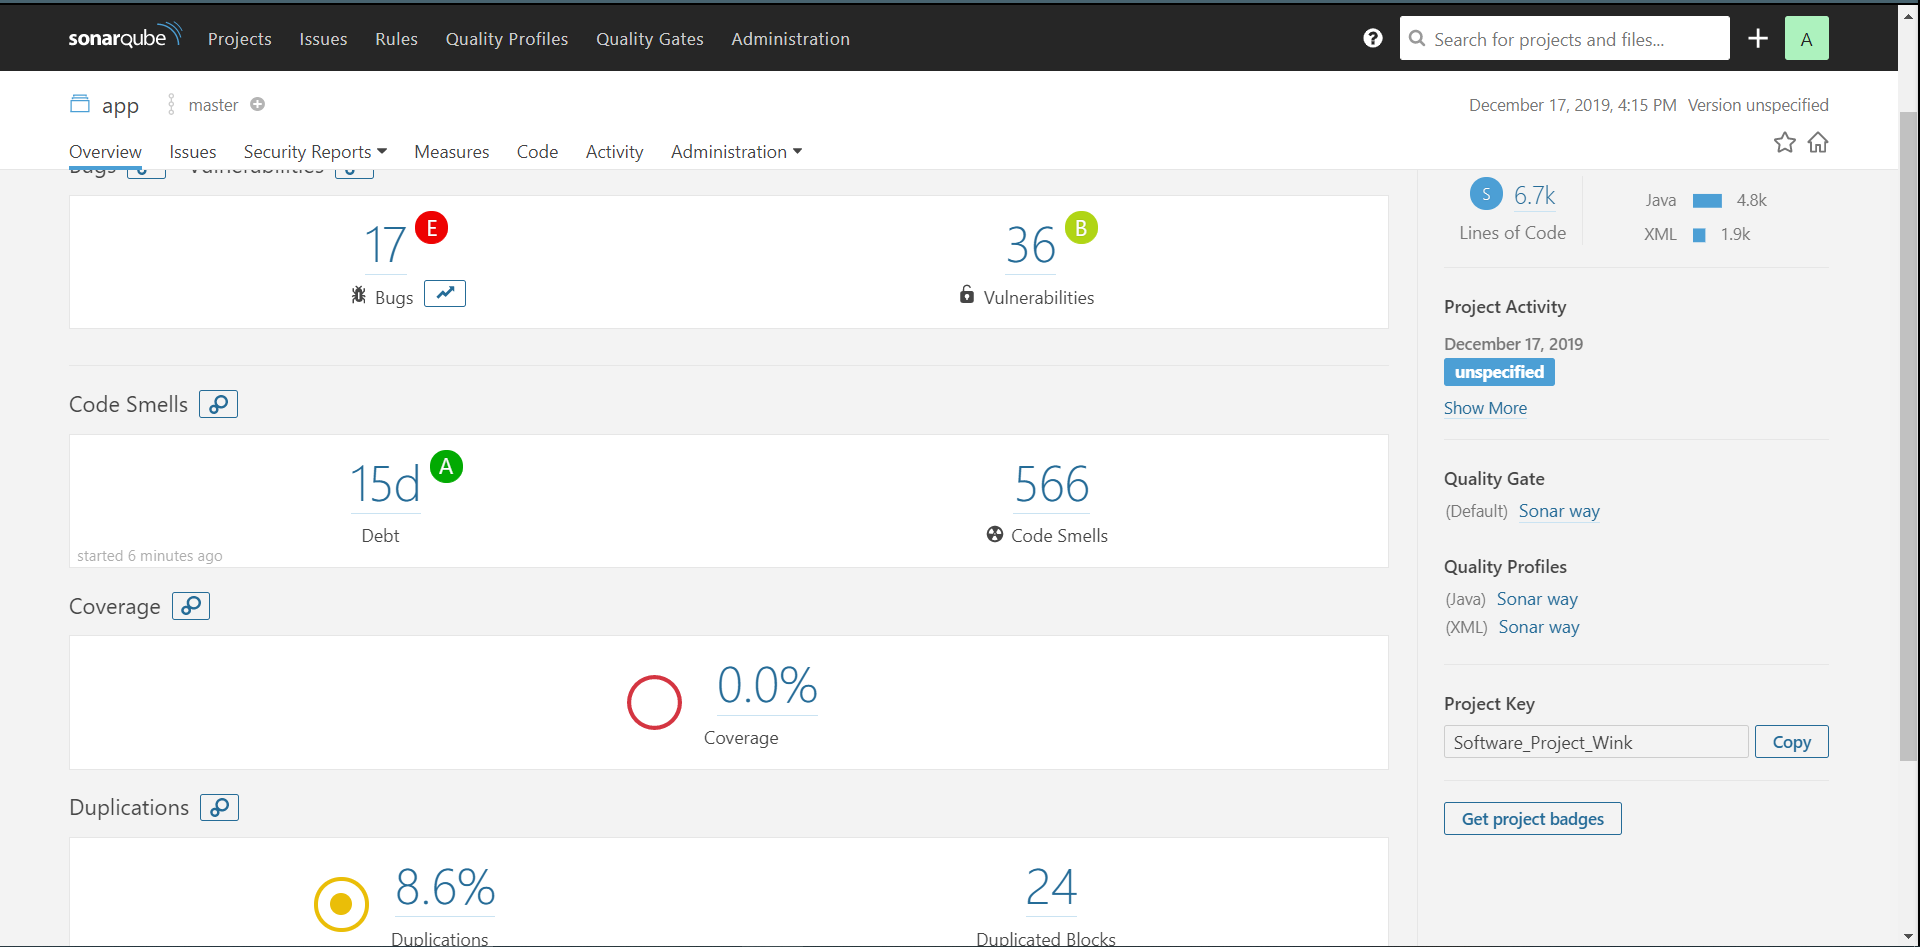 sonarqube Projects Issues Rules Quality Profiles Quality Gates Administration ? Search for projects and files... A
app master December 17, 2019, 4:15 PM Version unspecified
Overview Issues Security Reports Measures Code Activity Administration
Bugs Vulnerabilities
17 E 36 B
Bugs Vulnerabilities
Code Smells
15d A 566
Debt Code Smells
started 6 minutes ago
Coverage
0.0%
Coverage
Duplications
8.6% 24
Duplications Duplicated Blocks
S 6.7k
Lines of Code
Java 4.8k
XML 1.9k
Project Activity
December 17, 2019
unspecified
Show More
Quality Gate
(Default) Sonar way
Quality Profiles
(Java) Sonar way
(XML) Sonar way
Project Key
Software_Project_Wink Copy
Get project badges